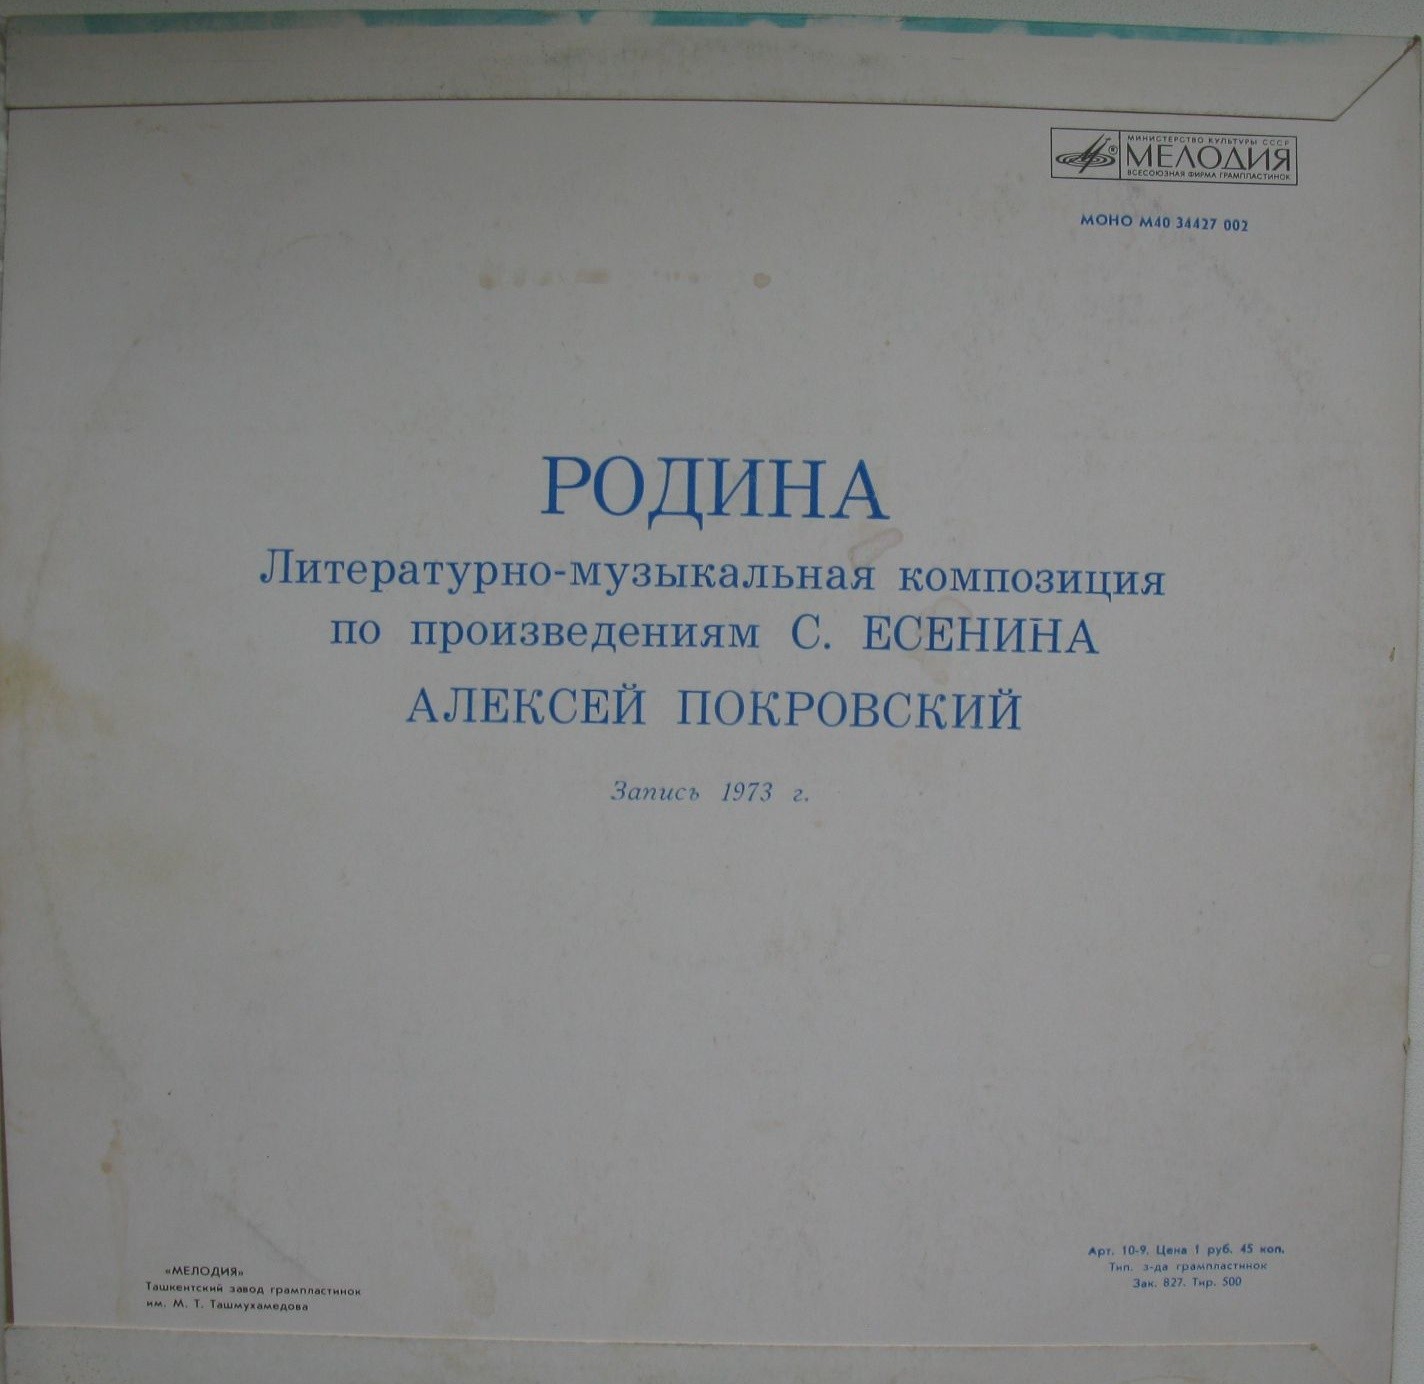 МИНИСТЕРСТВО КУЛЬТУРЫ СССР
МЕЛОДИЯ
ВСЕСОЮЗНАЯ ФИРМА ГРАМПЛАСТИНОК
МОНО М40 34427 002
РОДИНА
Литературно-музыкальная композиция
по произведениям С. ЕСЕНИНА
АЛЕКСЕЙ ПОКРОВСКИЙ
Запись 1973 г.
«МЕЛОДИЯ»
Ташкентский завод грампластинок
им. М. Т. Ташмухамедова
Арт. 10-9. Цена 1 руб. 45 коп.
Тип. з-да грампластинок
Зак. 827. Тир. 500